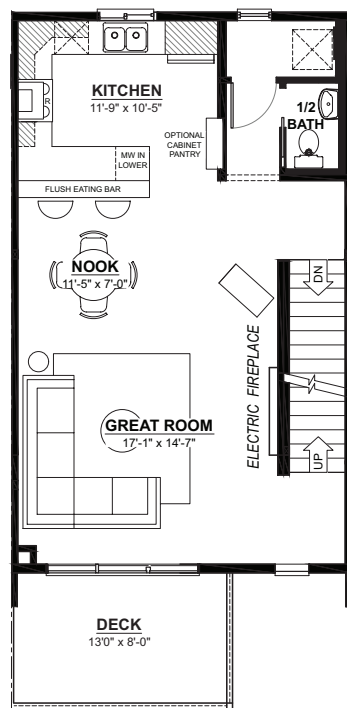 KITCHEN
11'-9" x 10'-5"
R
1/2
BATH
OPTIONAL
CABINET
PANTRY
MW IN
LOWER
FLUSH EATING BAR
NOOK
11'-5" x 7'-0"
DN
ELECTRIC FIREPLACE
GREAT ROOM
17'-1" x 14'-7"
UP
DECK
13'0" x 8'-0"